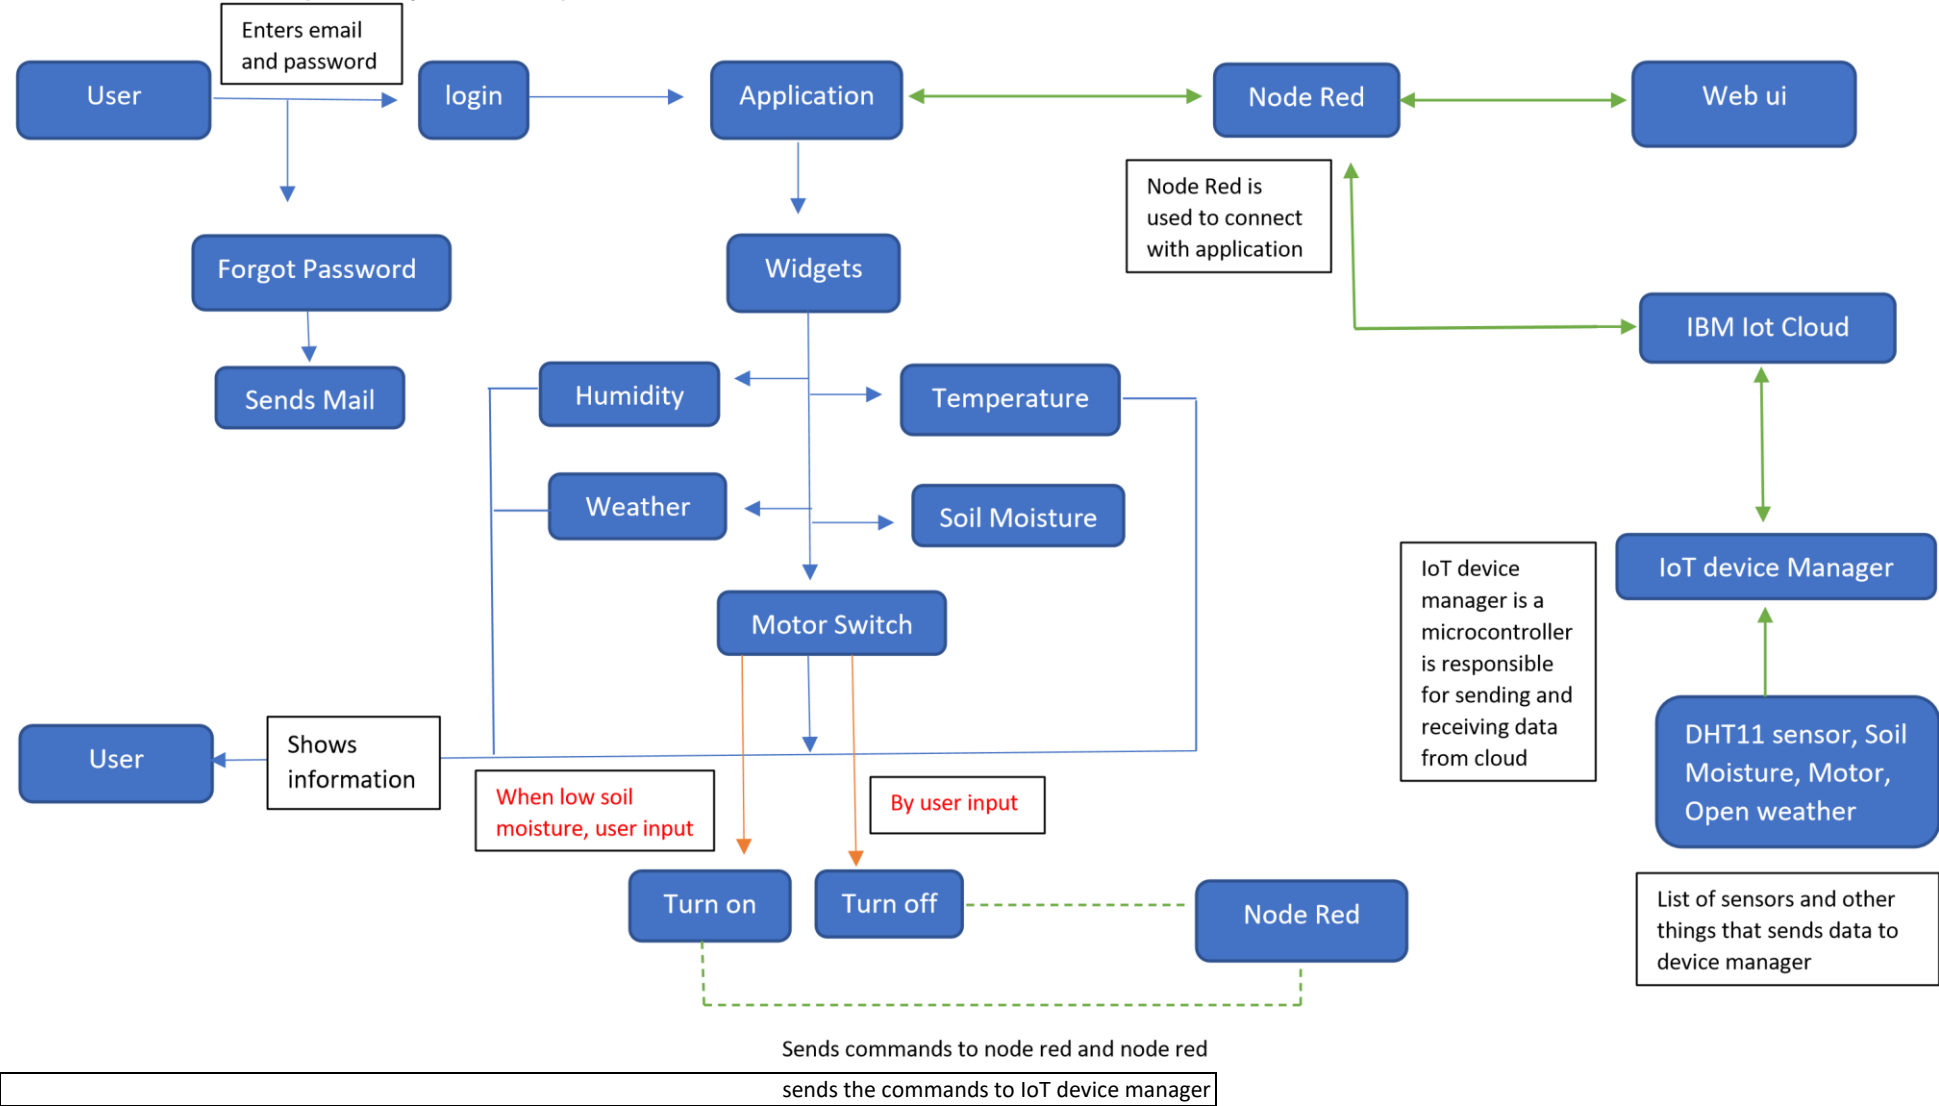 Enters email
and password
User
login
Application
Node Red
Web ui
Node Red is
used to connect
with application
Forgot Password
Widgets
IBM Iot Cloud
Sends Mail
Humidity
Temperature
Weather
Soil Moisture
IoT device Manager
IoT device
manager is a
microcontroller
is responsible
for sending and
receiving data
from cloud
Motor Switch
User
Shows
information
DHT11 sensor, Soil
Moisture, Motor,
Open weather
When low soil
moisture, user input
By user input
Turn on
Turn off
Node Red
List of sensors and other
things that sends data to
device manager
Sends commands to node red and node red
sends the commands to IoT device manager